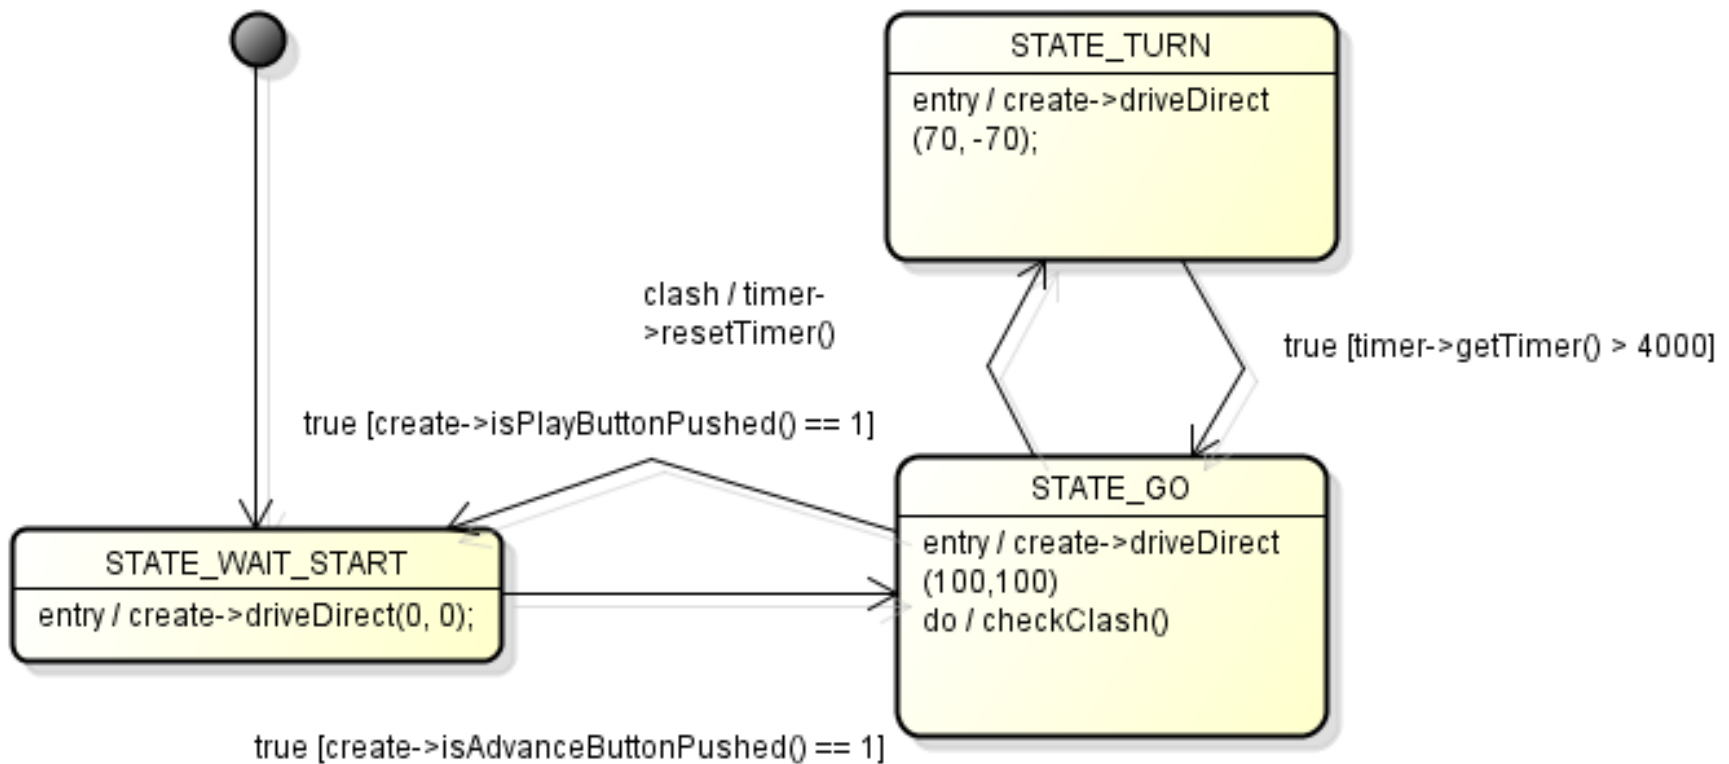 STATE_TURN
entry / create->driveDirect
(70, -70);
clash / timer-
>resetTimer()
true [timer->getTimer() > 4000]
true [create->isPlayButtonPushed() == 1]
STATE_GO
entry / create->driveDirect
(100,100)
do / checkClash()
STATE_WAIT_START
entry / create->driveDirect(0, 0);
true [create->isAdvanceButtonPushed() == 1]